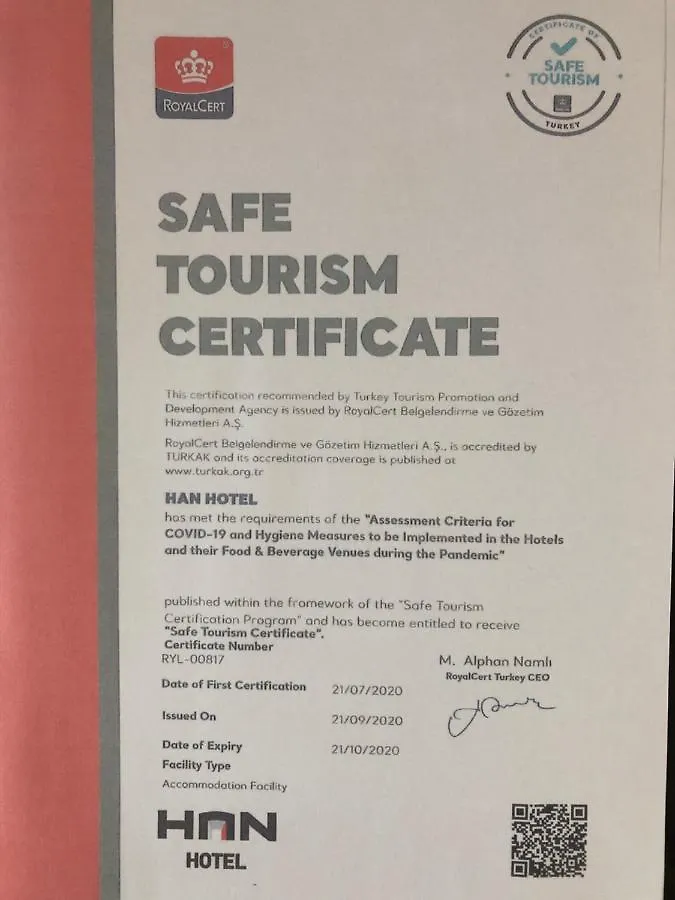 ROYALCERT
CERTIFICATE OF
SAFE
TOURISM
TURKEY
SAFE
TOURISM
CERTIFICATE
This certification recommended by Turkey Tourism Promotion and
Development Agency is issued by RoyalCert Belgelendirme ve Gözetim
Hizmetleri A.Ş.
RoyalCert Belgelendirme ve Gözetim Hizmetleri A.Ş., is accredited by
TURKAK and its accreditation coverage is published at
www.turkak.org.tr
HAN HOTEL
has met the requirements of the "Assessment Criteria for
COVID-19 and Hygiene Measures to be Implemented in the Hotels
and their Food & Beverage Venues during the Pandemic"
published within the framework of the "Safe Tourism
Certification Program" and has become entitled to receive
"Safe Tourism Certificate".
Certificate Number
RYL-00817
M. Alphan Namlı
RoyalCert Turkey CEO
Date of First Certification 21/07/2020
Issued On 21/09/2020
Date of Expiry 21/10/2020
Facility Type
Accommodation Facility
HAN
HOTEL